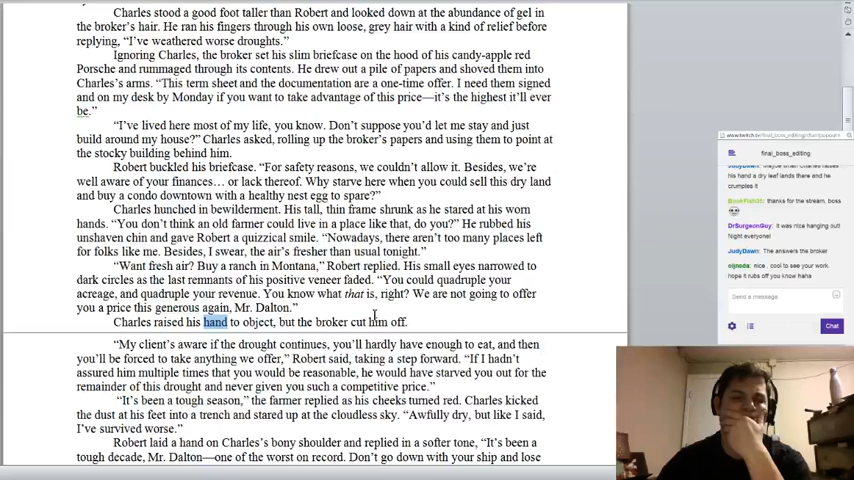 Charles stood a good foot taller than Robert and looked down at the abundance of gel in
the broker's hair. He ran his fingers through his own loose, grey hair with a kind of relief before
replying, “I've weathered worse droughts.”
Ignoring Charles, the broker set his slim briefcase on the hood of his candy-apple red
Porsche and rummaged through its contents. He drew out a pile of papers and shoved them into
Charles's arms. “This term sheet and the documentation are a one-time offer. I need them signed
and on my desk by Monday if you want to take advantage of this price—it's the highest it'll ever
be.”
“I've lived here most of my life, you know. Don't suppose you'd let me stay and just
build around my house?” Charles asked, rolling up the broker's papers and using them to point at
the stocky building behind him.
Robert buckled his briefcase. “For safety reasons, we couldn't allow it. Besides, we're
well aware of your finances… or lack thereof. Why starve here when you could sell this dry land
and buy a condo downtown with a healthy nest egg to spare?”
Charles hunched in bewilderment. His tall, thin frame shrunk as he stared at his worn
hands. “You don't think an old farmer could live in a place like that, do you?” He rubbed his
unshaven chin and gave Robert a quizzical smile. “Nowadays, there aren't too many places left
for folks like me. Besides, I swear, the air's fresher than usual tonight.”
“Want fresh air? Buy a ranch in Montana,” Robert replied. His small eyes narrowed to
dark circles as the last remnants of his positive veneer faded. “You could quadruple your
acreage, and quadruple your revenue. You know what that is, right? We are not going to offer
you a price this generous again, Mr. Dalton.”
Charles raised his hand to object, but the broker cut him off.
“My client's aware if the drought continues, you'll hardly have enough to eat, and then
you'll be forced to take anything we offer,” Robert said, taking a step forward. “If I hadn't
assured him multiple times that you would be reasonable, he would have starved you out for the
remainder of this drought and never given you such a competitive price.”
“It's been a tough season,” the farmer replied as his cheeks turned red. Charles kicked
the dust at his feet into a trench and stared up at the cloudless sky. “Awfully dry, but like I said,
I've survived worse.”
Robert laid a hand on Charles's bony shoulder and replied in a softer tone, “It's been a
tough decade, Mr. Dalton—one of the worst on record. Don't go down with your ship and lose
final_boss_editing
his hand a dry leaf lands there and he
crumples it
thanks for the stream, boss
DrSurgeonGuy: It was nice hanging out!
Night everyone!
JudyDawn: The answers the broker
nice , cool to see your work.
hope it rubs off you know haha
Send a message...
Chat